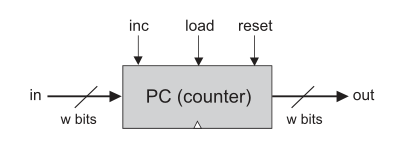 inc load reset
in PC (counter) out
w bits w bits